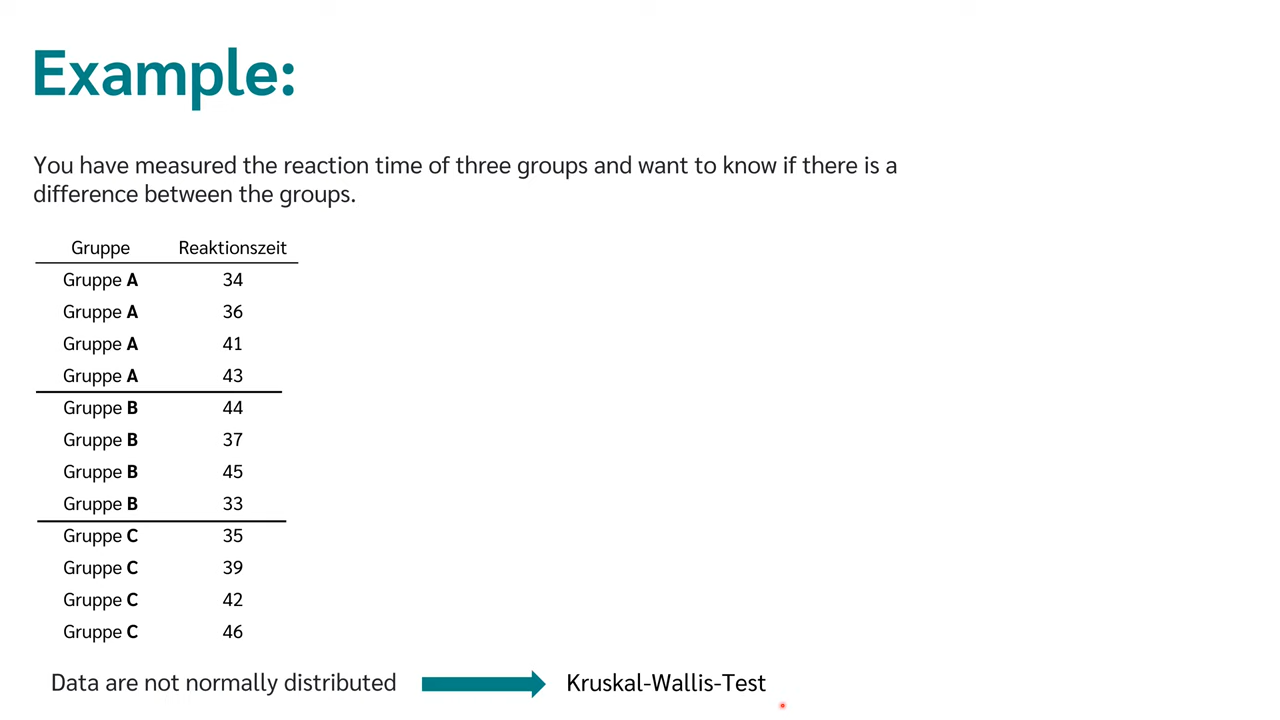 Example:
You have measured the reaction time of three groups and want to know if there is a
difference between the groups.
Gruppe Reaktionszeit
Gruppe A 34
Gruppe A 36
Gruppe A 41
Gruppe A 43
Gruppe B 44
Gruppe B 37
Gruppe B 45
Gruppe B 33
Gruppe C 35
Gruppe C 39
Gruppe C 42
Gruppe C 46
Data are not normally distributed Kruskal-Wallis-Test